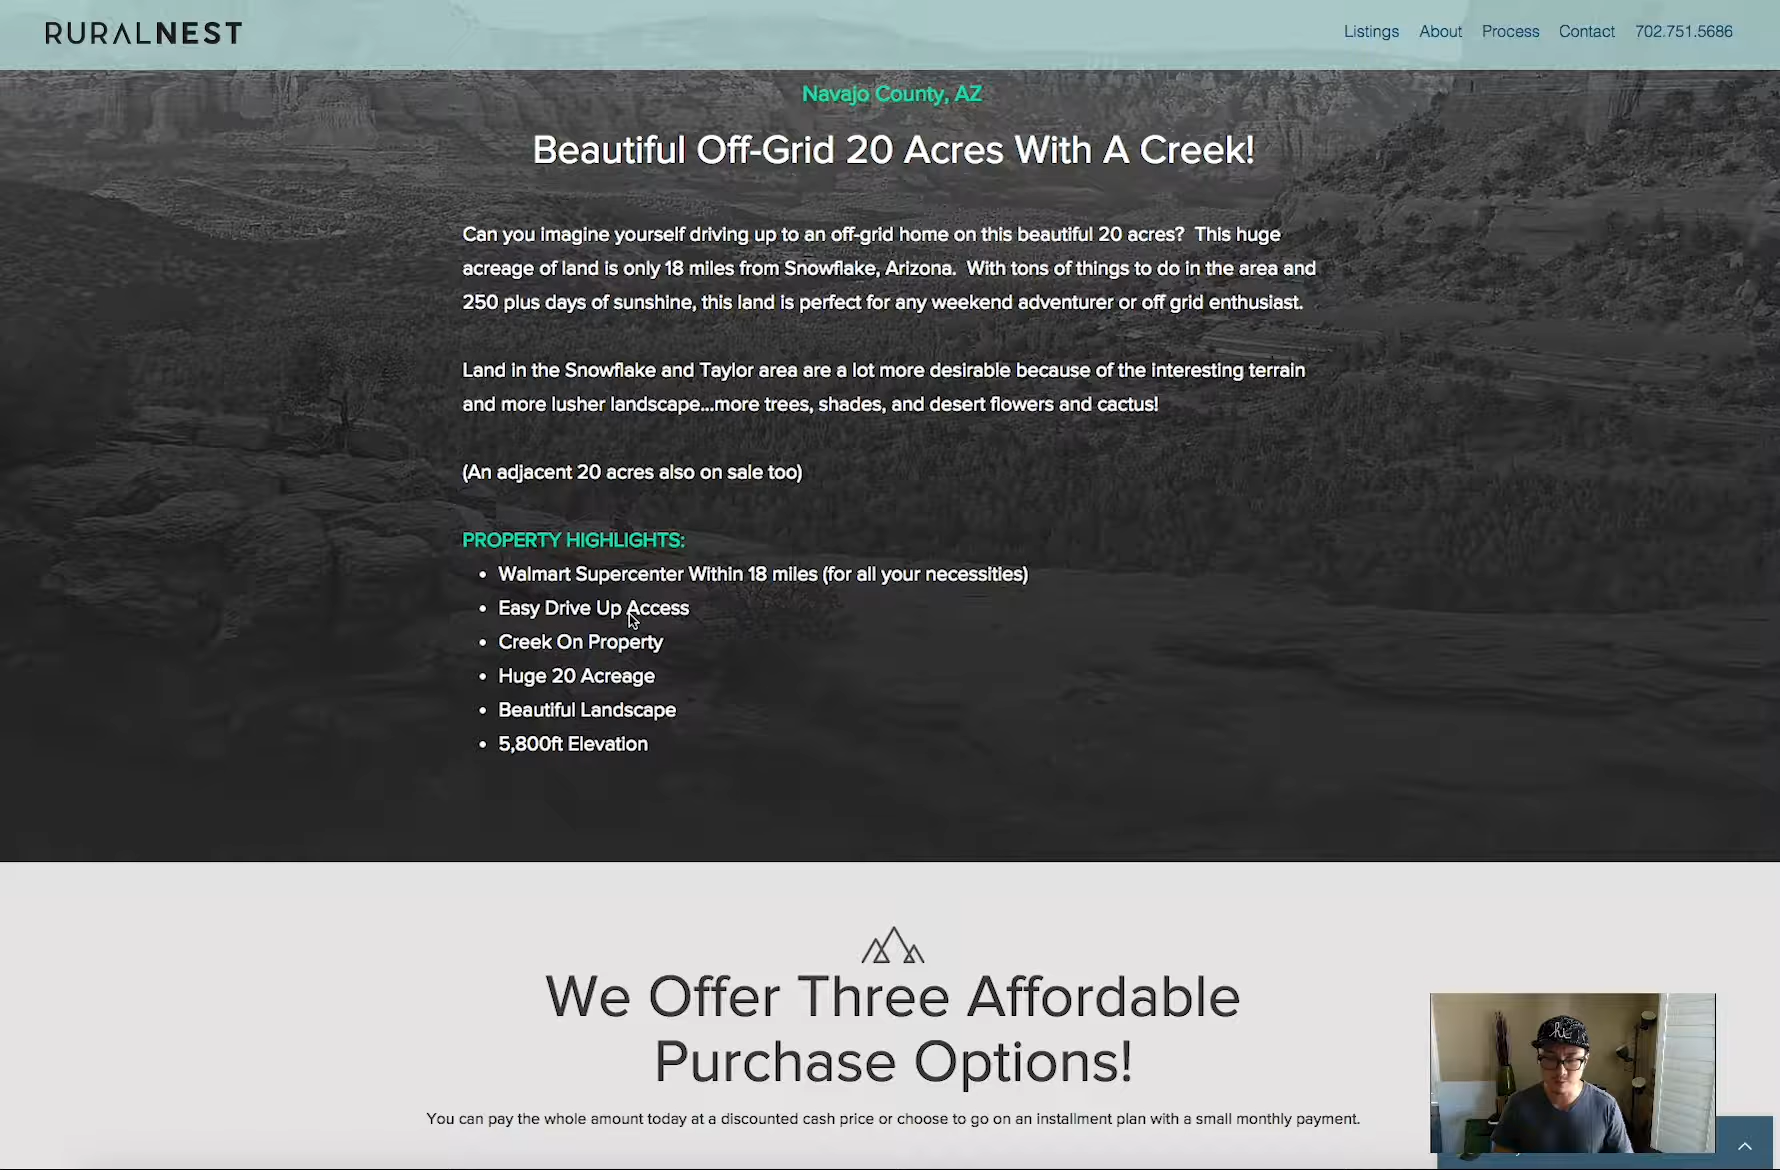 RURALNEST
Listings About Process Contact 702.751.5686
Navajo County, AZ
Beautiful Off-Grid 20 Acres With A Creek!
Can you imagine yourself driving up to an off-grid home on this beautiful 20 acres? This huge
acreage of land is only 18 miles from Snowflake, Arizona. With tons of things to do in the area and
250 plus days of sunshine, this land is perfect for any weekend adventurer or off grid enthusiast.
Land in the Snowflake and Taylor area are a lot more desirable because of the interesting terrain
and more lusher landscape...more trees, shades, and desert flowers and cactus!
(An adjacent 20 acres also on sale too)
PROPERTY HIGHLIGHTS:
• Walmart Supercenter Within 18 miles (for all your necessities)
• Easy Drive Up Access
• Creek On Property
• Huge 20 Acreage
• Beautiful Landscape
• 5,800ft Elevation
We Offer Three Affordable
Purchase Options!
You can pay the whole amount today at a discounted cash price or choose to go on an installment plan with a small monthly payment.